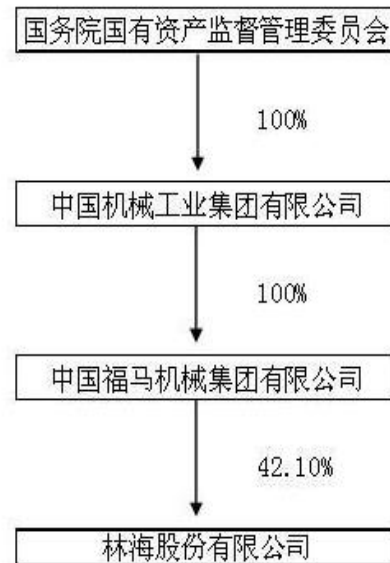 国务院国有资产监督管理委员会
100%
中国机械工业集团有限公司
100%
中国福马机械集团有限公司
42.10%
林海股份有限公司